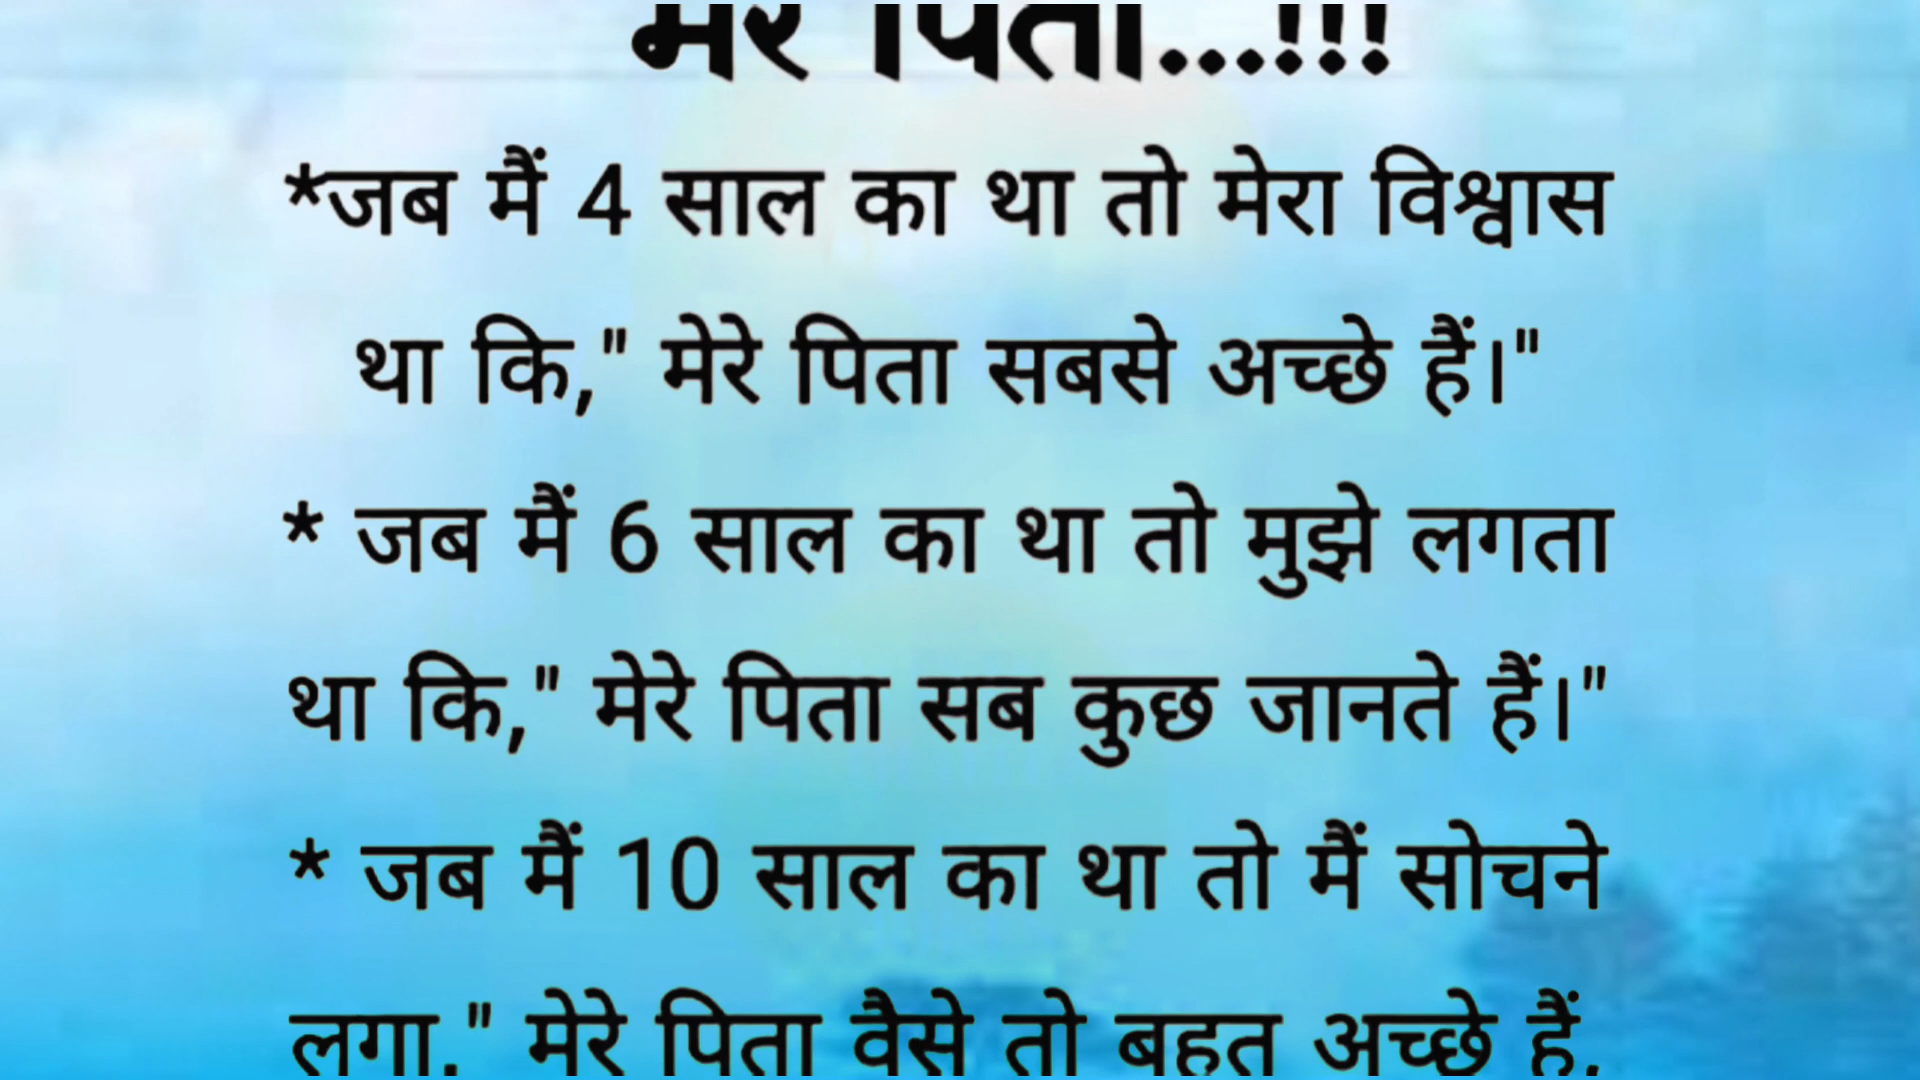 मेरे पिता...!!!
*जब मैं 4 साल का था तो मेरा विश्वास
था कि," मेरे पिता सबसे अच्छे हैं।"
* जब मैं 6 साल का था तो मुझे लगता
था कि," मेरे पिता सब कुछ जानते हैं।"
* जब मैं 10 साल का था तो मैं सोचने
लगा," मेरे पिता वैसे तो बहुत अच्छे हैं,